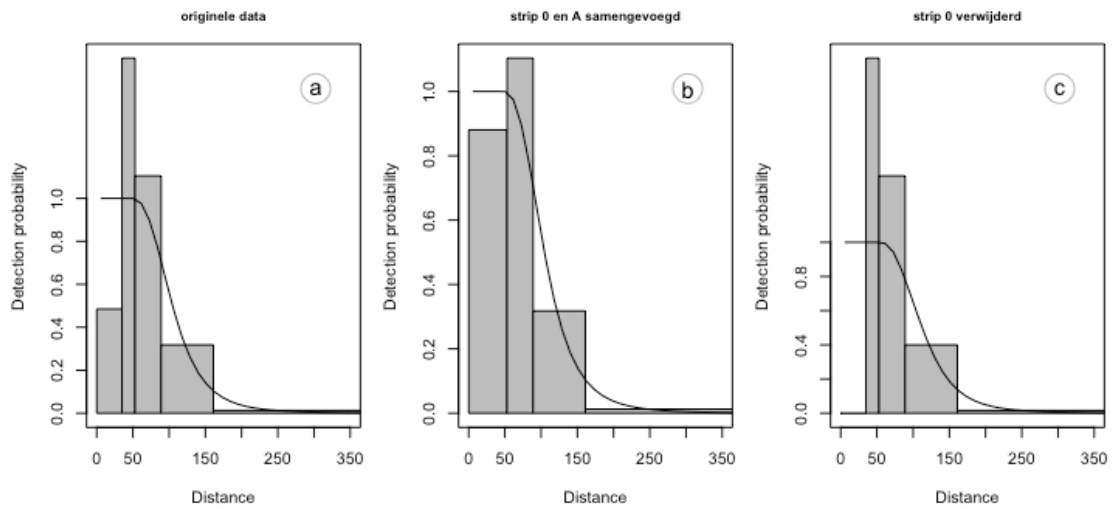 originele data
a
Detection probability
1.0
0.8
0.6
0.4
0.2
0.0
0 50 150 250 350
Distance
strip 0 en A samengevoegd
b
Detection probability
1.0
0.8
0.6
0.4
0.2
0.0
0 50 150 250 350
Distance
strip 0 verwijderd
c
Detection probability
0.8
0.4
0.0
0 50 150 250 350
Distance